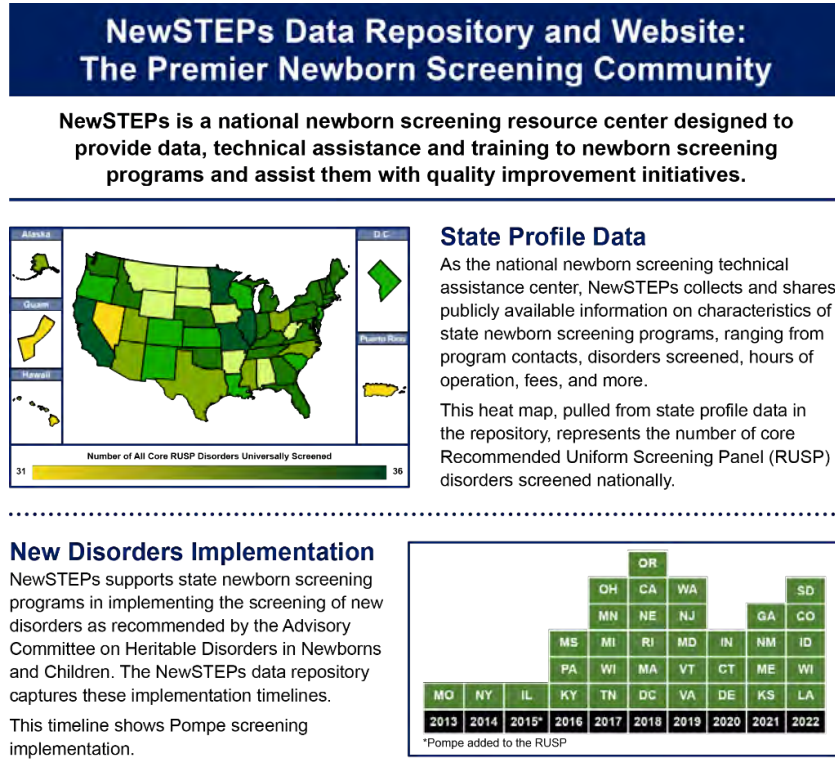 NewSTEPs Data Repository and Website:
The Premier Newborn Screening Community
NewSTEPs is a national newborn screening resource center designed to
provide data, technical assistance and training to newborn screening
programs and assist them with quality improvement initiatives.
Alaska
Guam
Hawaii
D.C
Puerto Rico
Number of All Core RUSP Disorders Universally Screened
31
36
State Profile Data
As the national newborn screening technical
assistance center, NewSTEPs collects and shares
publicly available information on characteristics of
state newborn screening programs, ranging from
program contacts, disorders screened, hours of
operation, fees, and more.
This heat map, pulled from state profile data in
the repository, represents the number of core
Recommended Uniform Screening Panel (RUSP)
disorders screened nationally.
New Disorders Implementation
NewSTEPs supports state newborn screening
programs in implementing the screening of new
disorders as recommended by the Advisory
Committee on Heritable Disorders in Newborns
and Children. The NewSTEPs data repository
captures these implementation timelines.
This timeline shows Pompe screening
implementation.
OR
OH CA WA SD
MN NE NJ GA CO
MS MI RI MD IN NM ID
PA WI MA VT CT ME WI
MO NY IL KY TN DC VA DE KS LA
2013 2014 2015* 2016 2017 2018 2019 2020 2021 2022
*Pompe added to the RUSP